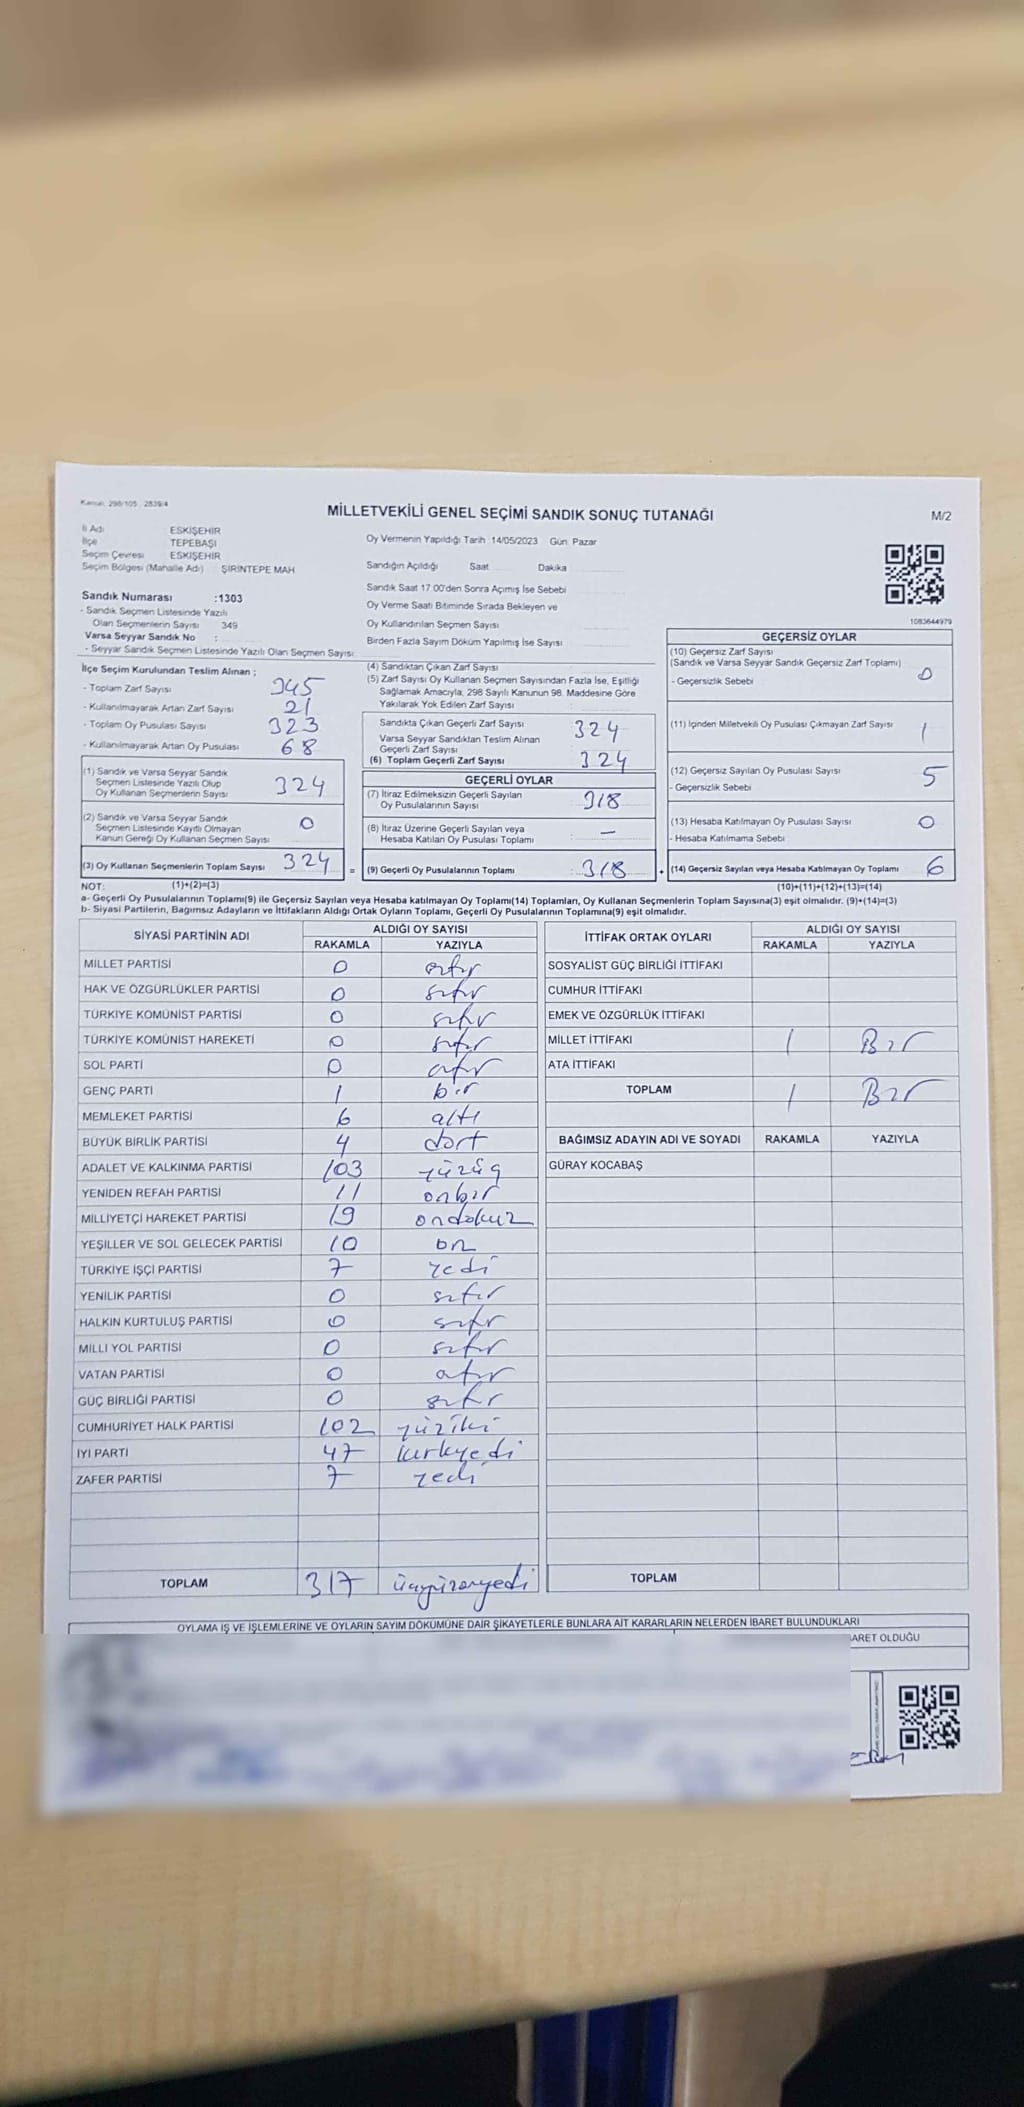 Kanun: 298/105 , 2839/4
MİLLETVEKİLİ GENEL SEÇİMİ SANDIK SONUÇ TUTANAĞI
M/2
İl Adı : ESKİŞEHİR
İlçe : TEPEBAŞI
Seçim Çevresi : ESKİŞEHİR
Seçim Bölgesi (Mahalle Adı) : ŞİRİNTEPE MAH
Sandık Numarası :1303
- Sandık Seçmen Listesinde Yazılı
Olan Seçmenlerin Sayısı : 349
Varsa Seyyar Sandık No :
- Seyyar Sandık Seçmen Listesinde Yazılı Olan Seçmen Sayısı:
Oy Vermenin Yapıldığı Tarih :14/05/2023 Gün: Pazar
Sandığın Açıldığı Saat Dakika
Sandık Saat 17 00'den Sonra Açımış İse Sebebi
Oy Verme Saati Bitiminde Sırada Bekleyen ve
Oy Kullandırılan Seçmen Sayısı
Birden Fazla Sayım Döküm Yapılmış İse Sayısı
1083644979
İlçe Seçim Kurulundan Teslim Alınan ;
- Toplam Zarf Sayısı 345
- Kullanılmayarak Artan Zarf Sayısı 21
- Toplam Oy Pusulası Sayısı 323
- Kullanılmayarak Artan Oy Pusulası 68
(1) Sandık ve Varsa Seyyar Sandık
Seçmen Listesinde Yazılı Olup
Oy Kullanan Seçmenlerin Sayısı 324
(2) Sandık ve Varsa Seyyar Sandık
Seçmen Listesinde Kayıtlı Olmayan
Kanun Gereği Oy Kullanan Seçmen Sayısı 0
(3) Oy Kullanan Seçmenlerin Toplam Sayısı 324
(4) Sandıktan Çıkan Zarf Sayısı
(5) Zarf Sayısı Oy Kullanan Seçmen Sayısından Fazla İse, Eşitliği
Sağlamak Amacıyla, 298 Sayılı Kanunun 98. Maddesine Göre
Yakılarak Yok Edilen Zarf Sayısı :
Sandıkta Çıkan Geçerli Zarf Sayısı 324
Varsa Seyyar Sandıktan Teslim Alınan
Geçerli Zarf Sayısı
(6) Toplam Geçerli Zarf Sayısı 324
GEÇERLİ OYLAR
(7) İtiraz Edilmeksizin Geçerli Sayılan
Oy Pusulalarının Sayısı : 318
(8) İtiraz Üzerine Geçerli Sayılan veya
Hesaba Katılan Oy Pusulaları Toplamı : —
= (9) Geçerli Oy Pusulalarının Toplamı : 318
GEÇERSİZ OYLAR
(10) Geçersiz Zarf Sayısı
(Sandık ve Varsa Seyyar Sandık Geçersiz Zarf Toplamı)
- Geçersizlik Sebebi 0
(11) İçinden Milletvekili Oy Pusulası Çıkmayan Zarf Sayısı 1
(12) Geçersiz Sayılan Oy Pusulası Sayısı 5
- Geçersizlik Sebebi
(13) Hesaba Katılmayan Oy Pusulası Sayısı 0
- Hesaba Katılmama Sebebi
+ (14) Geçersiz Sayılan veya Hesaba Katılmayan Oy Toplamı 6
NOT: (1)+(2)=(3)
(10)+(11)+(12)+(13)=(14)
a- Geçerli Oy Pusulalarının Toplamı(9) ile Geçersiz Sayılan veya Hesaba katılmayan Oy Toplamı(14) Toplamları, Oy Kullanan Seçmenlerin Toplam Sayısına(3) eşit olmalıdır. (9)+(14)=(3)
b- Siyasi Partilerin, Bağımsız Adayların ve İttifakların Aldığı Ortak Oyların Toplamı, Geçerli Oy Pusulalarının Toplamına(9) eşit olmalıdır.
SİYASİ PARTİNİN ADI ALDIĞI OY SAYISI
RAKAMLA YAZIYLA
MİLLET PARTİSİ 0 sıfır
HAK VE ÖZGÜRLÜKLER PARTİSİ 0 sıfır
TÜRKİYE KOMÜNİST PARTİSİ 0 sıfır
TÜRKİYE KOMÜNİST HAREKETİ 0 sıfır
SOL PARTİ 0 sıfır
GENÇ PARTİ 1 bir
MEMLEKET PARTİSİ 6 altı
BÜYÜK BİRLİK PARTİSİ 4 dört
ADALET VE KALKINMA PARTİSİ 103 yüzüç
YENİDEN REFAH PARTİSİ 11 onbir
MİLLİYETÇİ HAREKET PARTİSİ 19 ondokuz
YEŞİLLER VE SOL GELECEK PARTİSİ 10 on
TÜRKİYE İŞÇİ PARTİSİ 7 yedi
YENİLİK PARTİSİ 0 sıfır
HALKIN KURTULUŞ PARTİSİ 0 sıfır
MİLLİ YOL PARTİSİ 0 sıfır
VATAN PARTİSİ 0 sıfır
GÜÇ BİRLİĞİ PARTİSİ 0 sıfır
CUMHURİYET HALK PARTİSİ 102 yüziki
İYİ PARTİ 47 kırkyedi
ZAFER PARTİSİ 7 yedi
TOPLAM 317 üçyüzonyedi
İTTİFAK ORTAK OYLARI ALDIĞI OY SAYISI
RAKAMLA YAZIYLA
SOSYALİST GÜÇ BİRLİĞİ İTTİFAKI
CUMHUR İTTİFAKI
EMEK VE ÖZGÜRLÜK İTTİFAKI
MİLLET İTTİFAKI 1 Bir
ATA İTTİFAKI
TOPLAM 1 Bir
BAĞIMSIZ ADAYIN ADI VE SOYADI RAKAMLA YAZIYLA
GÜRAY KOCABAŞ
TOPLAM
OYLAMA İŞ VE İŞLEMLERİNE VE OYLARIN SAYIM DÖKÜMÜNE DAİR ŞİKAYETLERLE BUNLARA AİT KARARLARIN NELERDEN İBARET BULUNDUKLARI
BARET OLDUĞU